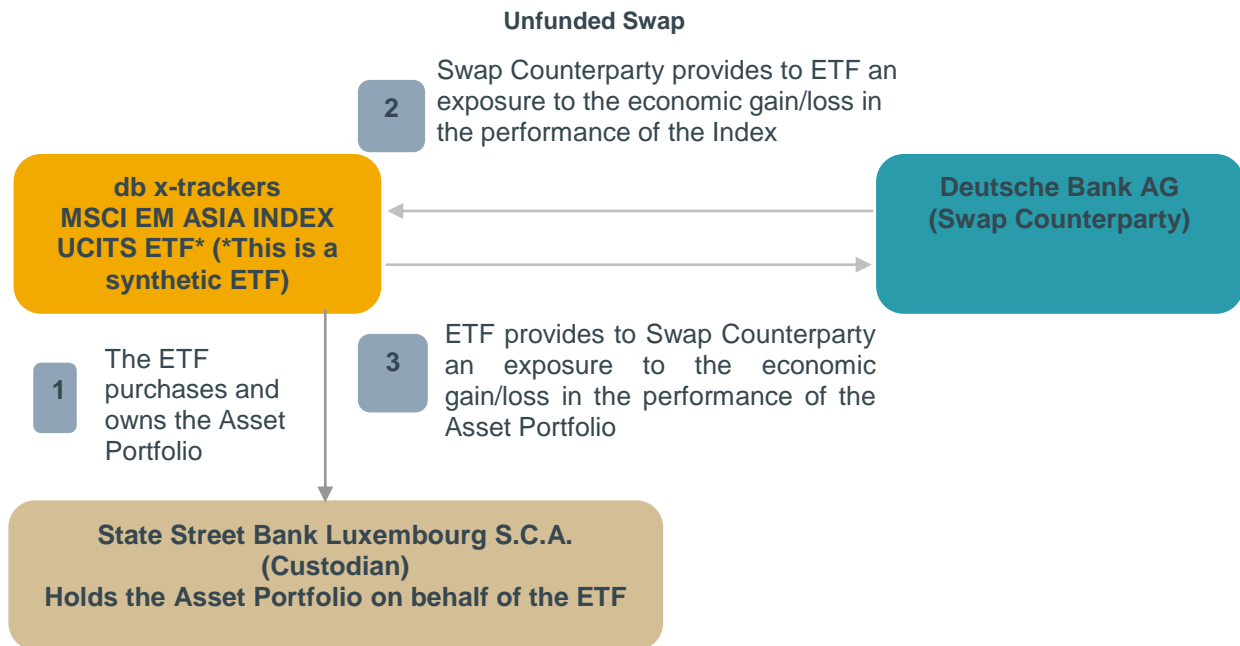 Unfunded Swap
2
Swap Counterparty provides to ETF an
exposure to the economic gain/loss in
the performance of the Index
db x-trackers
MSCI EM ASIA INDEX
UCITS ETF* (*This is a
synthetic ETF)
Deutsche Bank AG
(Swap Counterparty)
1
The ETF
purchases and
owns the Asset
Portfolio
3
ETF provides to Swap Counterparty
an exposure to the economic
gain/loss in the performance of the
Asset Portfolio
State Street Bank Luxembourg S.C.A.
(Custodian)
Holds the Asset Portfolio on behalf of the ETF